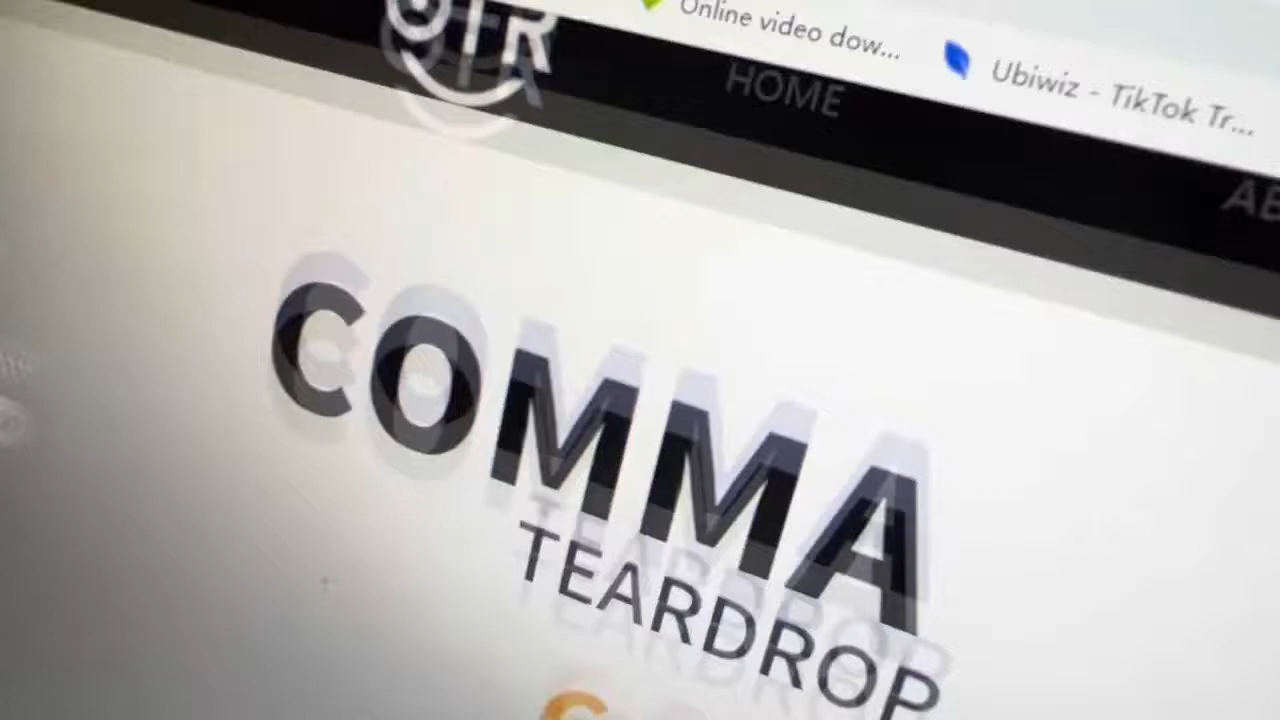 Online video dow...
Ubiwiz - TikTok Tr...
HOME
COMMA
TEARDROP